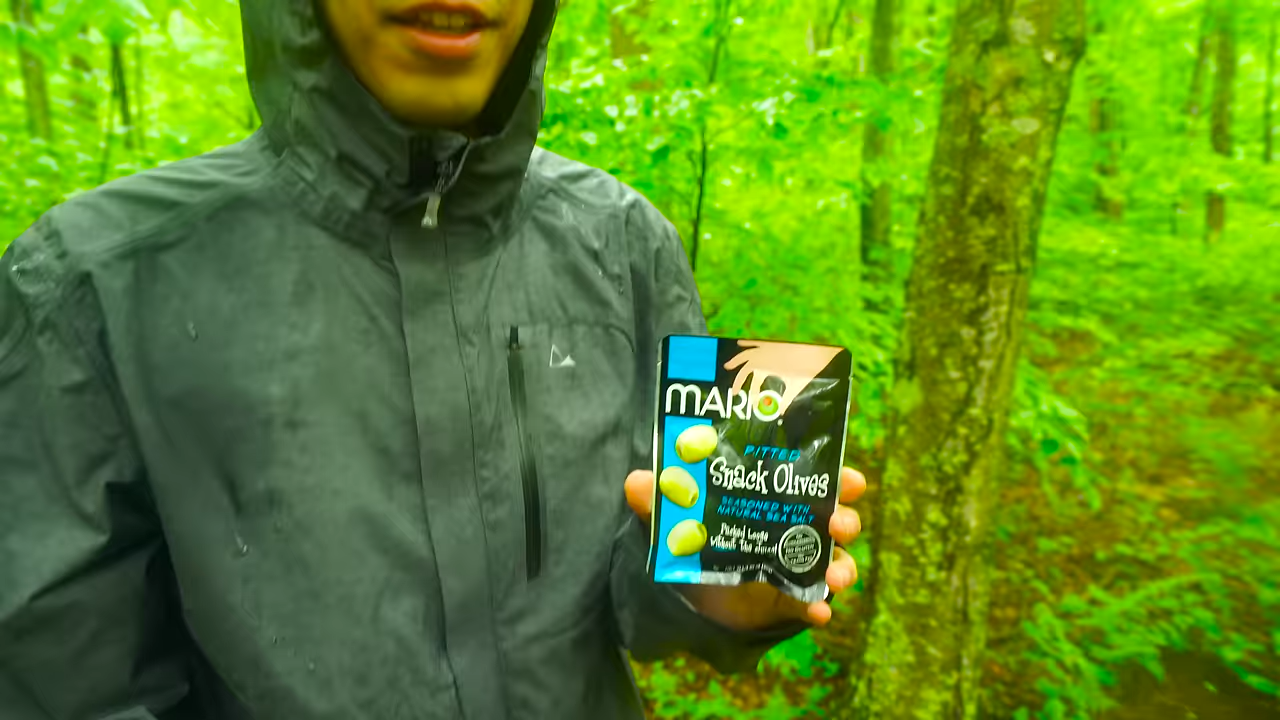 MARIO
PITTED
Snack Olives
SEASONED WITH
NATURAL SEA SALT
Packed Loose
Without the Juice!